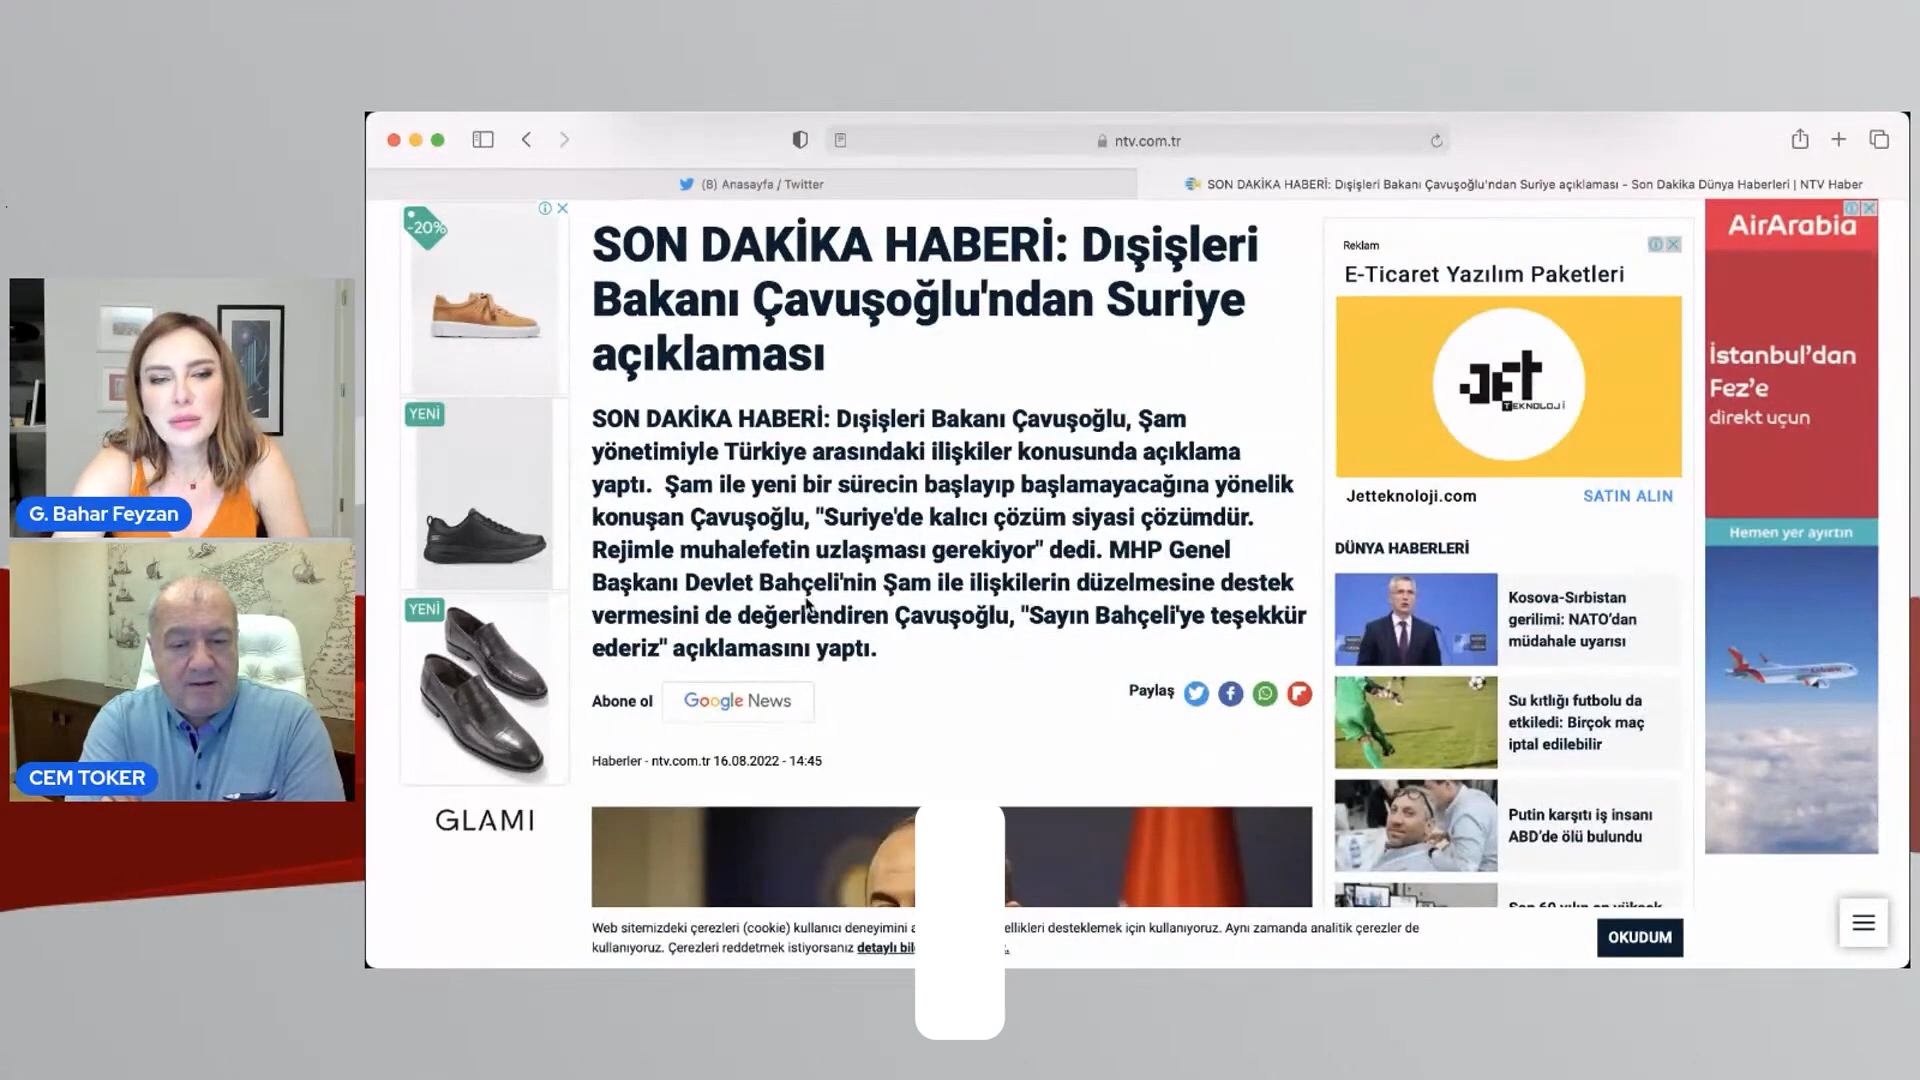 ntv.com.tr
(8) Anasayfa / Twitter
SON DAKİKA HABERİ: Dışişleri Bakanı Çavuşoğlu'ndan Suriye açıklaması - Son Dakika Dünya Haberleri | NTV Haber
-20%
YENİ
YENİ
GLAMI
SON DAKİKA HABERİ: Dışişleri
Bakanı Çavuşoğlu'ndan Suriye
açıklaması
SON DAKİKA HABERİ: Dışişleri Bakanı Çavuşoğlu, Şam
yönetimiyle Türkiye arasındaki ilişkiler konusunda açıklama
yaptı. Şam ile yeni bir sürecin başlayıp başlamayacağına yönelik
konuşan Çavuşoğlu, "Suriye'de kalıcı çözüm siyasi çözümdür.
Rejimle muhalefetin uzlaşması gerekiyor" dedi. MHP Genel
Başkanı Devlet Bahçeli'nin Şam ile ilişkilerin düzelmesine destek
vermesini de değerlendiren Çavuşoğlu, "Sayın Bahçeli'ye teşekkür
ederiz" açıklamasını yaptı.
Abone ol
Google News
Paylaş
Haberler - ntv.com.tr 16.08.2022 - 14:45
Web sitemizdeki çerezleri (cookie) kullanıcı deneyimini ellikleri desteklemek için kullanıyoruz. Aynı zamanda analitik çerezler de
kullanıyoruz. Çerezleri reddetmek istiyorsanız detaylı
OKUDUM
Reklam
E-Ticaret Yazılım Paketleri
JET
TEKNOLOJİ
Jetteknoloji.com
SATIN ALIN
DÜNYA HABERLERİ
Kosova-Sırbistan
gerilimi: NATO'dan
müdahale uyarısı
Su kıtlığı futbolu da
etkiledi: Birçok maç
iptal edilebilir
Putin karşıtı iş insanı
ABD'de ölü bulundu
Son 60 yılın en yüksek
AirArabia
İstanbul'dan
Fez'e
direkt uçun
Hemen yer ayırtın
G. Bahar Feyzan
CEM TOKER